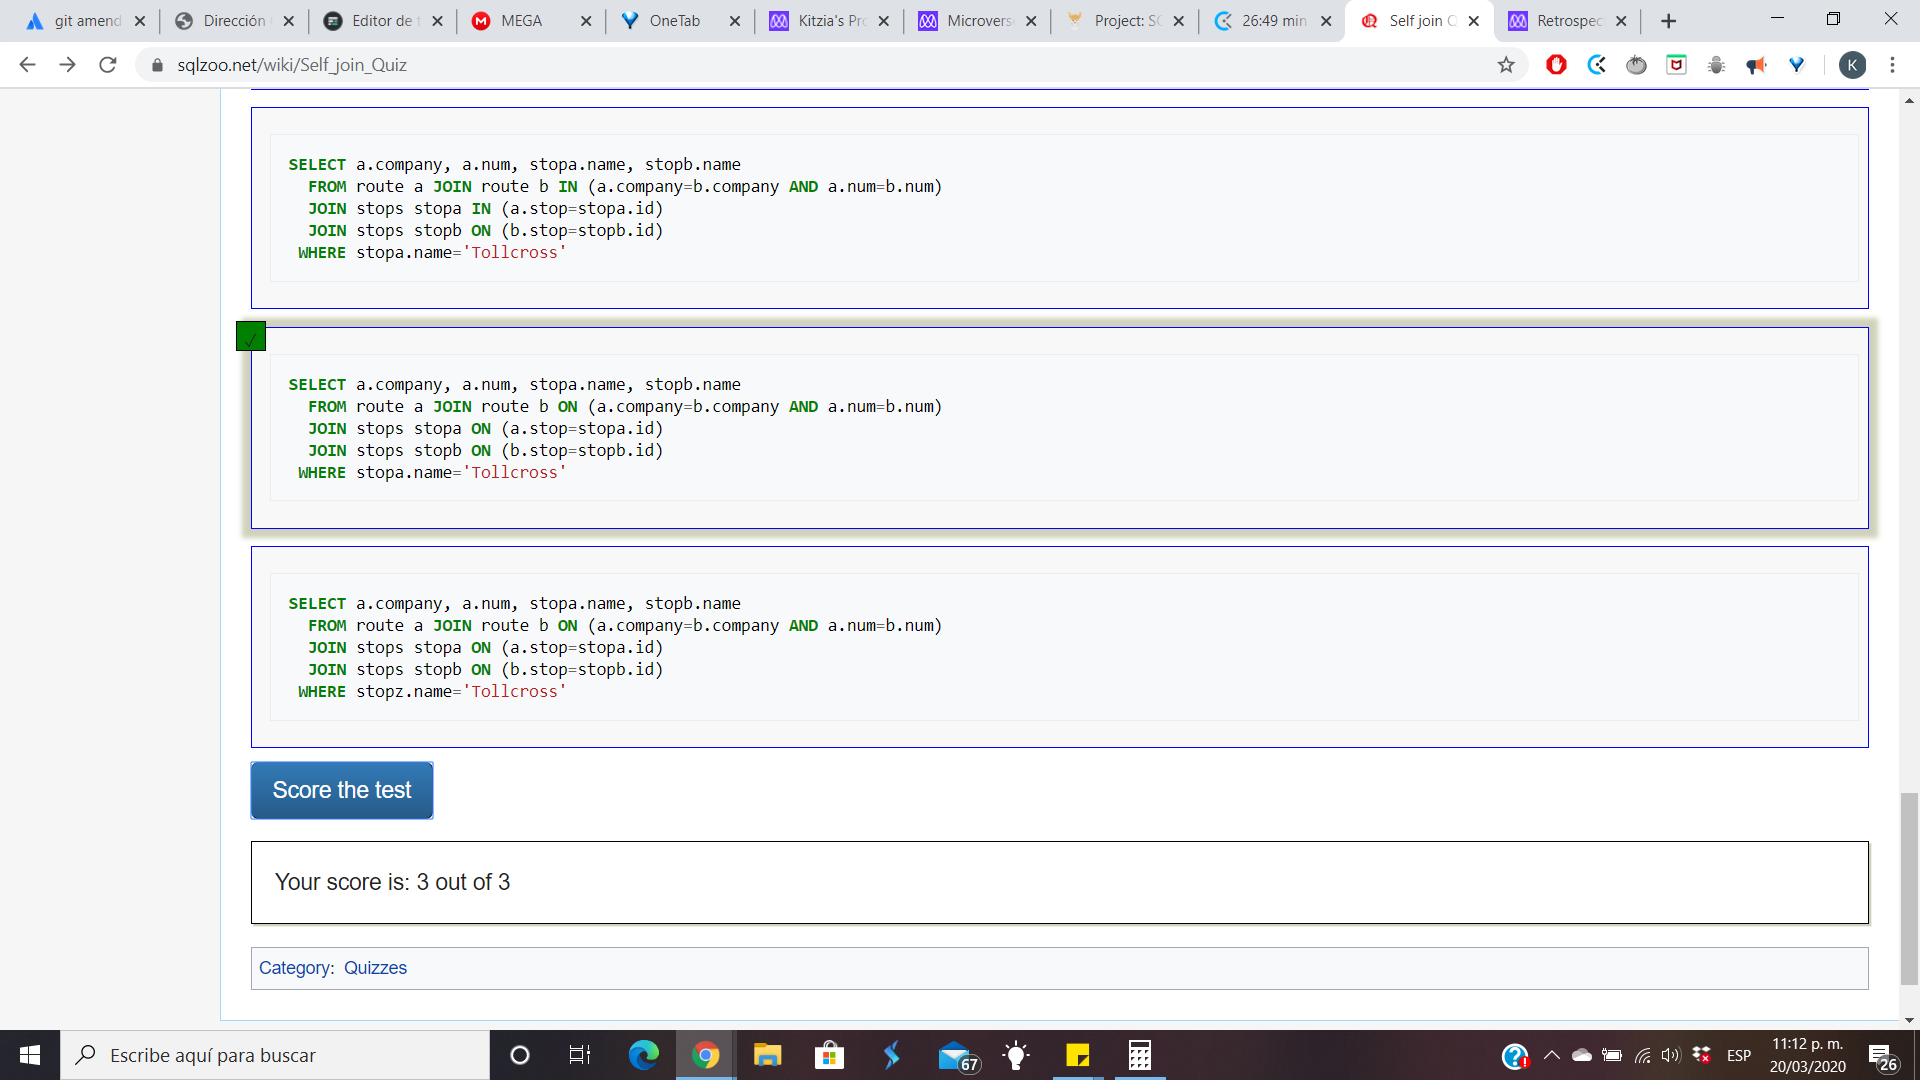 git amend
Dirección
Editor de t
MEGA
OneTab
Kitzia's Pro
Microvers
Project: SQ
26:49 min
Self join Q
Retrospec
sqlzoo.net/wiki/Self_join_Quiz
K
SELECT a.company, a.num, stopa.name, stopb.name
FROM route a JOIN route b IN (a.company=b.company AND a.num=b.num)
JOIN stops stopa IN (a.stop=stopa.id)
JOIN stops stopb ON (b.stop=stopb.id)
WHERE stopa.name='Tollcross'
SELECT a.company, a.num, stopa.name, stopb.name
FROM route a JOIN route b ON (a.company=b.company AND a.num=b.num)
JOIN stops stopa ON (a.stop=stopa.id)
JOIN stops stopb ON (b.stop=stopb.id)
WHERE stopa.name='Tollcross'
SELECT a.company, a.num, stopa.name, stopb.name
FROM route a JOIN route b ON (a.company=b.company AND a.num=b.num)
JOIN stops stopa ON (a.stop=stopa.id)
JOIN stops stopb ON (b.stop=stopb.id)
WHERE stopz.name='Tollcross'
Score the test
Your score is: 3 out of 3
Category: Quizzes
Escribe aquí para buscar
67
ESP
11:12 p. m.
20/03/2020
26